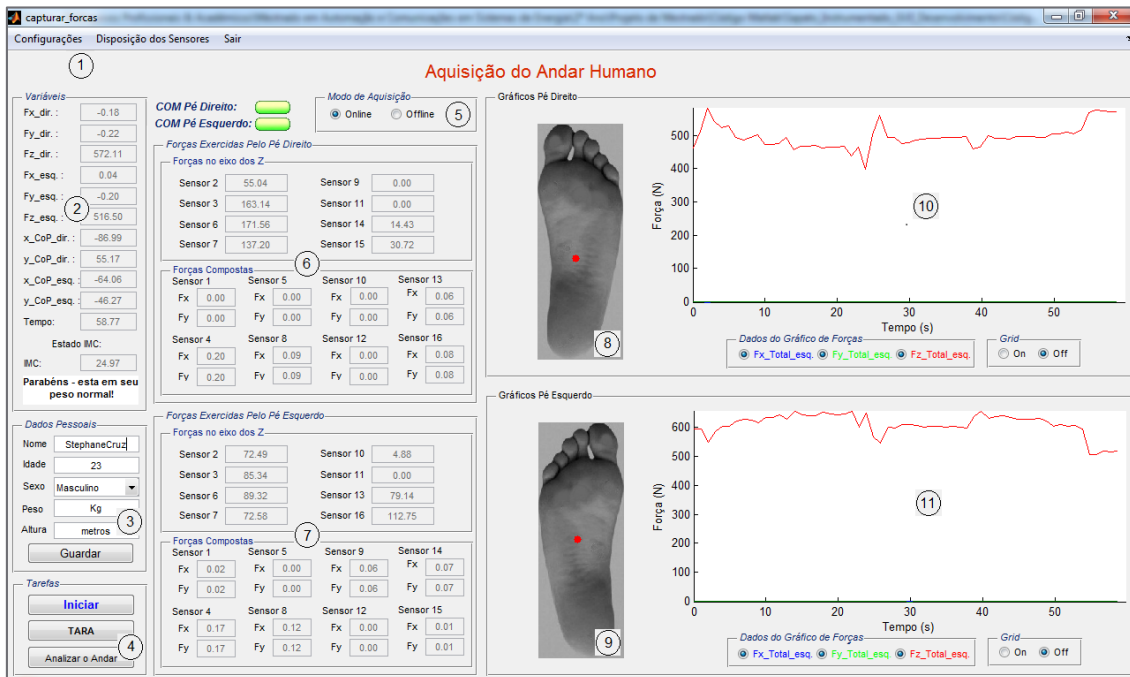 capturar_forcas
Configurações Disposição dos Sensores Sair
1
Aquisição do Andar Humano
Variáveis
Fx_dir. : -0.18
Fy_dir. : -0.22
Fz_dir. : 572.11
Fx_esq. : 0.04
Fy_esq. : -0.20
Fz_esq. : 516.50
2
x_CoP_dir. : -86.99
y_CoP_dir. : 55.17
x_CoP_esq. : -64.06
y_CoP_esq. : -46.27
Tempo: 58.77
Estado IMC:
IMC: 24.97
Parabéns - esta em seu
peso normal!
Dados Pessoais
Nome StephaneCruz
Idade 23
Sexo Masculino
Peso Kg
Altura metros
3
Guardar
Tarefas
Iniciar
TARA
4
Analizar o Andar
COM Pé Direito:
COM Pé Esquerdo:
Modo de Aquisição
Online Offline
5
Forças Exercidas Pelo Pé Direito
Forças no eixo dos Z
Sensor 2 55.04 Sensor 9 0.00
Sensor 3 163.14 Sensor 11 0.00
Sensor 6 171.56 Sensor 14 14.43
Sensor 7 137.20 Sensor 15 30.72
6
Forças Compostas
Sensor 1 Sensor 5 Sensor 10 Sensor 13
Fx 0.00 Fx 0.00 Fx 0.00 Fx 0.06
Fy 0.00 Fy 0.00 Fy 0.00 Fy 0.06
Sensor 4 Sensor 8 Sensor 12 Sensor 16
Fx 0.20 Fx 0.09 Fx 0.00 Fx 0.08
Fy 0.20 Fy 0.09 Fy 0.00 Fy 0.08
Forças Exercidas Pelo Pé Esquerdo
Forças no eixo dos Z
Sensor 2 72.49 Sensor 10 4.88
Sensor 3 85.34 Sensor 11 0.00
Sensor 6 89.32 Sensor 13 79.14
Sensor 7 72.58 Sensor 16 112.75
7
Forças Compostas
Sensor 1 Sensor 5 Sensor 9 Sensor 14
Fx 0.02 Fx 0.00 Fx 0.06 Fx 0.07
Fy 0.02 Fy 0.00 Fy 0.06 Fy 0.07
Sensor 4 Sensor 8 Sensor 12 Sensor 15
Fx 0.17 Fx 0.12 Fx 0.00 Fx 0.01
Fy 0.17 Fy 0.12 Fy 0.00 Fy 0.01
Gráficos Pé Direito
8
Força (N)
500
400
300
200
100
0
10
0 10 20 30 40 50
Tempo (s)
Dados do Gráfico de Forças
Fx_Total_esq. Fy_Total_esq. Fz_Total_esq.
Grid
On Off
Gráficos Pé Esquerdo
9
Força (N)
600
500
400
300
200
100
0
11
0 10 20 30 40 50
Tempo (s)
Dados do Gráfico de Forças
Fx_Total_esq. Fy_Total_esq. Fz_Total_esq.
Grid
On Off